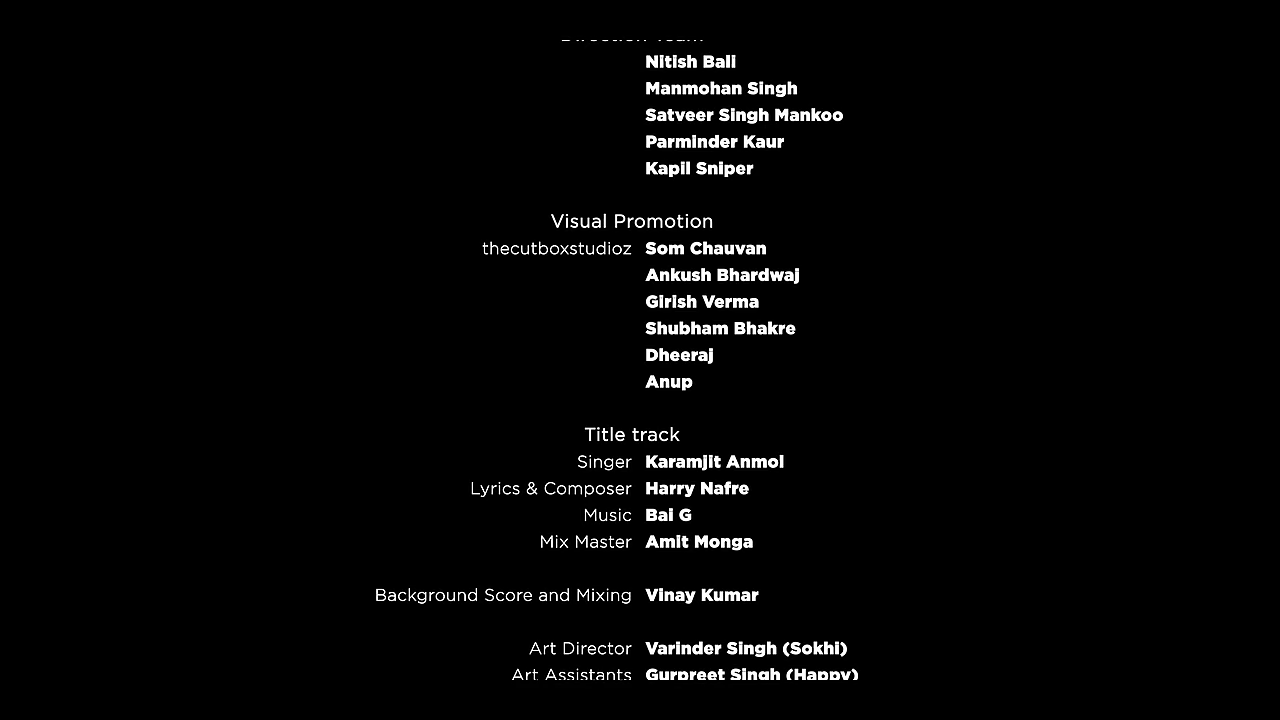 Direction Team
Nitish Bali
Manmohan Singh
Satveer Singh Mankoo
Parminder Kaur
Kapil Sniper
Visual Promotion
thecutboxstudioz Som Chauvan
Ankush Bhardwaj
Girish Verma
Shubham Bhakre
Dheeraj
Anup
Title track
Singer Karamjit Anmol
Lyrics & Composer Harry Nafre
Music Bai G
Mix Master Amit Monga
Background Score and Mixing Vinay Kumar
Art Director Varinder Singh (Sokhi)
Art Assistants Gurpreet Singh (Happy)